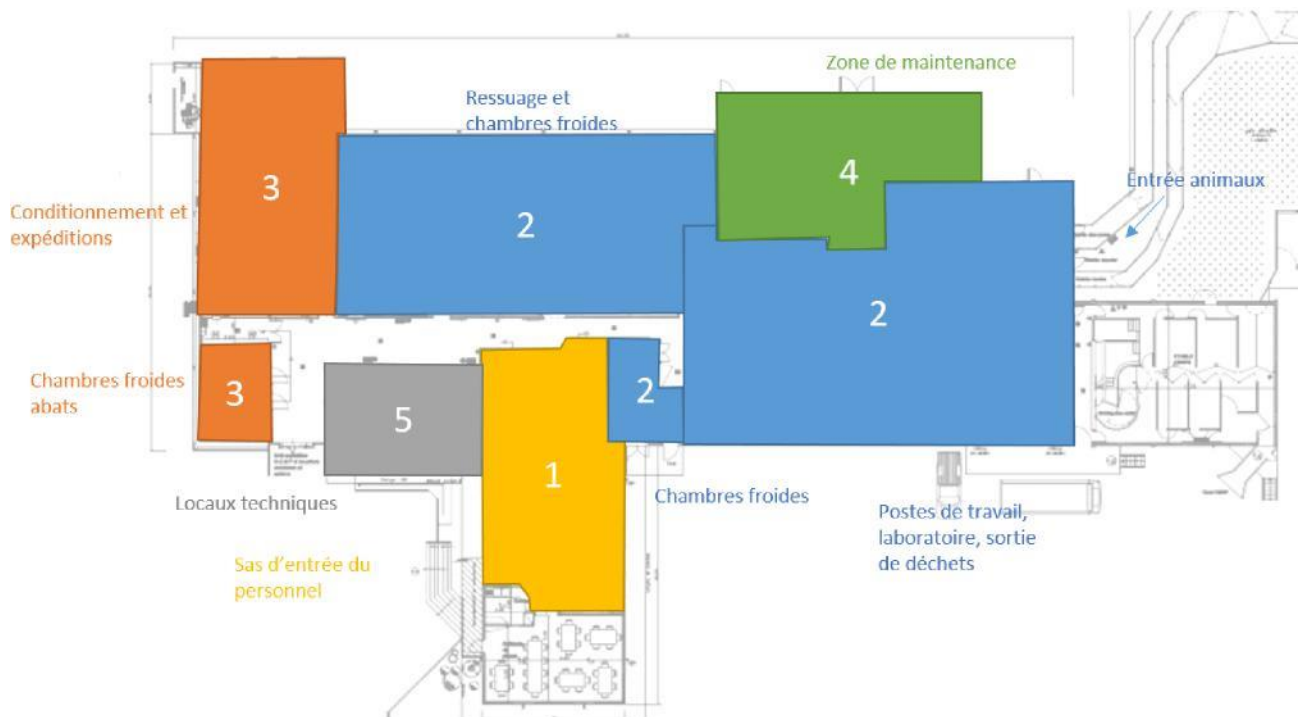 Zone de maintenance
Ressuage et
chambres froides
4
Entrée animaux
3
2
Conditionnement et
expéditions
2
Chambres froides
abats
3
5
2
1
Locaux techniques
Chambres froides
Postes de travail,
laboratoire, sortie
de déchets
Sas d'entrée du
personnel